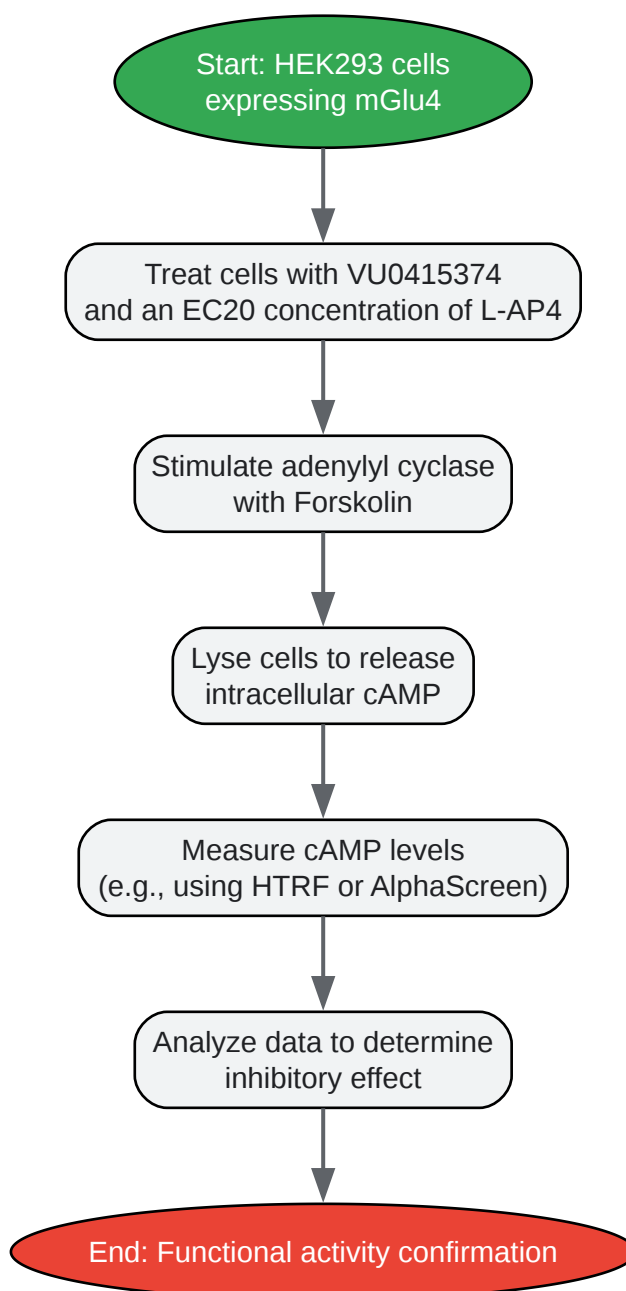 Start: HEK293 cells
expressing mGlu4
Treat cells with VU0415374
and an EC20 concentration of L-AP4
Stimulate adenylyl cyclase
with Forskolin
Lyse cells to release
intracellular cAMP
Measure cAMP levels
(e.g., using HTRF or AlphaScreen)
Analyze data to determine
inhibitory effect
End: Functional activity confirmation